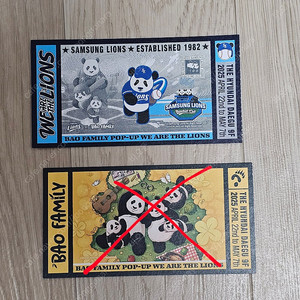 SAMSUNG LIONS ★ ESTABLISHED 1982
WE ARE THE LIONS
Lions
BAO FAMILY
SAMSUNG LIONS
BAO FAMILY POP-UP WE ARE THE LIONS
THE HYUNDAI DAEGU 9F
2025 APRIL 22nd to MAY 7th
BAO FAMILY
BAO FAMILY POP-UP WE ARE THE LIONS
THE HYUNDAI DAEGU 9F
2025 APRIL 22nd to MAY 7th